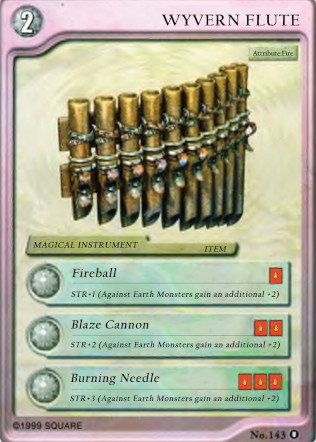 2
WYVERN FLUTE
Attribute:Fire
MAGICAL INSTRUMENT
ITEM
Fireball
STR+1 (Against Earth Monsters gain an additional +2)
Blaze Cannon
STR+2 (Against Earth Monsters gain an additional +2)
Burning Needle
STR+3 (Against Earth Monsters gain an additional +2)
©1999 SQUARE
No.143